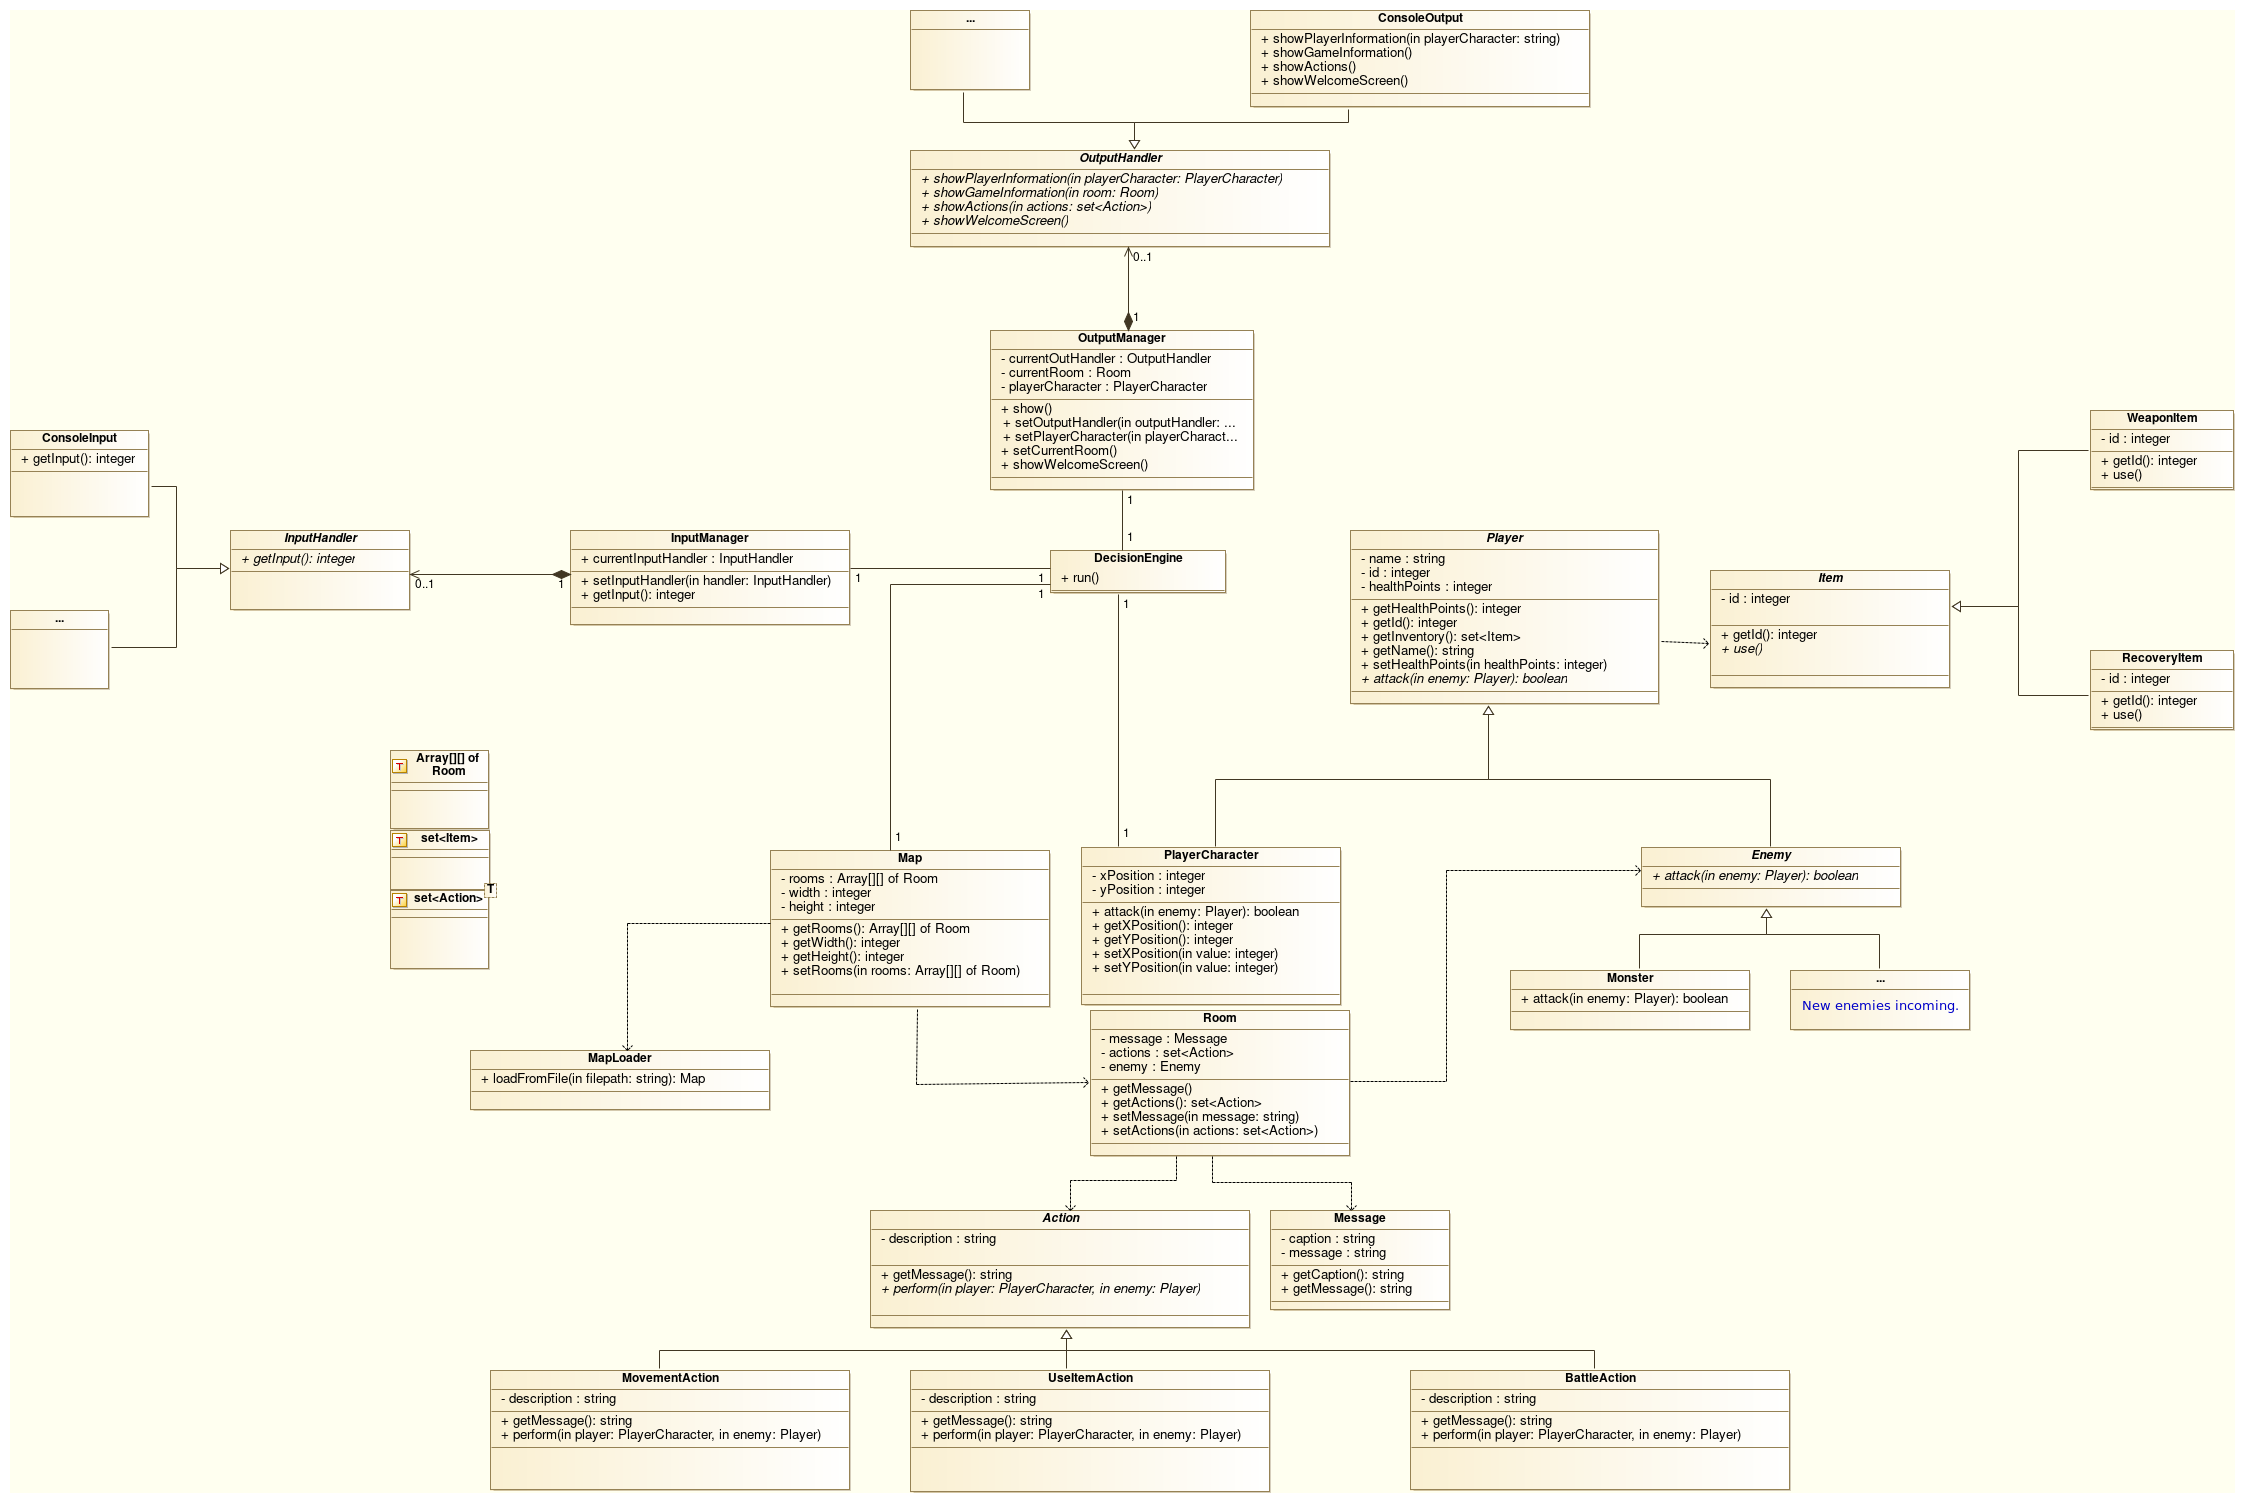 ...
ConsoleOutput
+ showPlayerInformation(in playerCharacter: string)
+ showGameInformation()
+ showActions()
+ showWelcomeScreen()
OutputHandler
+ showPlayerInformation(in playerCharacter: PlayerCharacter)
+ showGameInformation(in room: Room)
+ showActions(in actions: set<Action>)
+ showWelcomeScreen()
0..1
1
OutputManager
- currentOutHandler : OutputHandler
- currentRoom : Room
- playerCharacter : PlayerCharacter
+ show()
+ setOutputHandler(in outputHandler: ...
+ setPlayerCharacter(in playerCharact...
+ setCurrentRoom()
+ showWelcomeScreen()
1
1
ConsoleInput
+ getInput(): integer
...
InputHandler
+ getInput(): integer
0..1
1
InputManager
+ currentInputHandler : InputHandler
+ setInputHandler(in handler: InputHandler)
+ getInput(): integer
1
1
1
1
DecisionEngine
+ run()
Player
- name : string
- id : integer
- healthPoints : integer
+ getHealthPoints(): integer
+ getId(): integer
+ getInventory(): set<Item>
+ getName(): string
+ setHealthPoints(in healthPoints: integer)
+ attack(in enemy: Player): boolean
Item
- id : integer
+ getId(): integer
+ use()
WeaponItem
- id : integer
+ getId(): integer
+ use()
RecoveryItem
- id : integer
+ getId(): integer
+ use()
T
Array[][] of
Room
T
set<Item>
T
T
set<Action>
1
Map
- rooms : Array[][] of Room
- width : integer
- height : integer
+ getRooms(): Array[][] of Room
+ getWidth(): integer
+ getHeight(): integer
+ setRooms(in rooms: Array[][] of Room)
1
PlayerCharacter
- xPosition : integer
- yPosition : integer
+ attack(in enemy: Player): boolean
+ getXPosition(): integer
+ getYPosition(): integer
+ setXPosition(in value: integer)
+ setYPosition(in value: integer)
Enemy
+ attack(in enemy: Player): boolean
Monster
+ attack(in enemy: Player): boolean
...
New enemies incoming.
MapLoader
+ loadFromFile(in filepath: string): Map
Room
- message : Message
- actions : set<Action>
- enemy : Enemy
+ getMessage()
+ getActions(): set<Action>
+ setMessage(in message: string)
+ setActions(in actions: set<Action>)
Action
- description : string
+ getMessage(): string
+ perform(in player: PlayerCharacter, in enemy: Player)
Message
- caption : string
- message : string
+ getCaption(): string
+ getMessage(): string
MovementAction
- description : string
+ getMessage(): string
+ perform(in player: PlayerCharacter, in enemy: Player)
UseItemAction
- description : string
+ getMessage(): string
+ perform(in player: PlayerCharacter, in enemy: Player)
BattleAction
- description : string
+ getMessage(): string
+ perform(in player: PlayerCharacter, in enemy: Player)